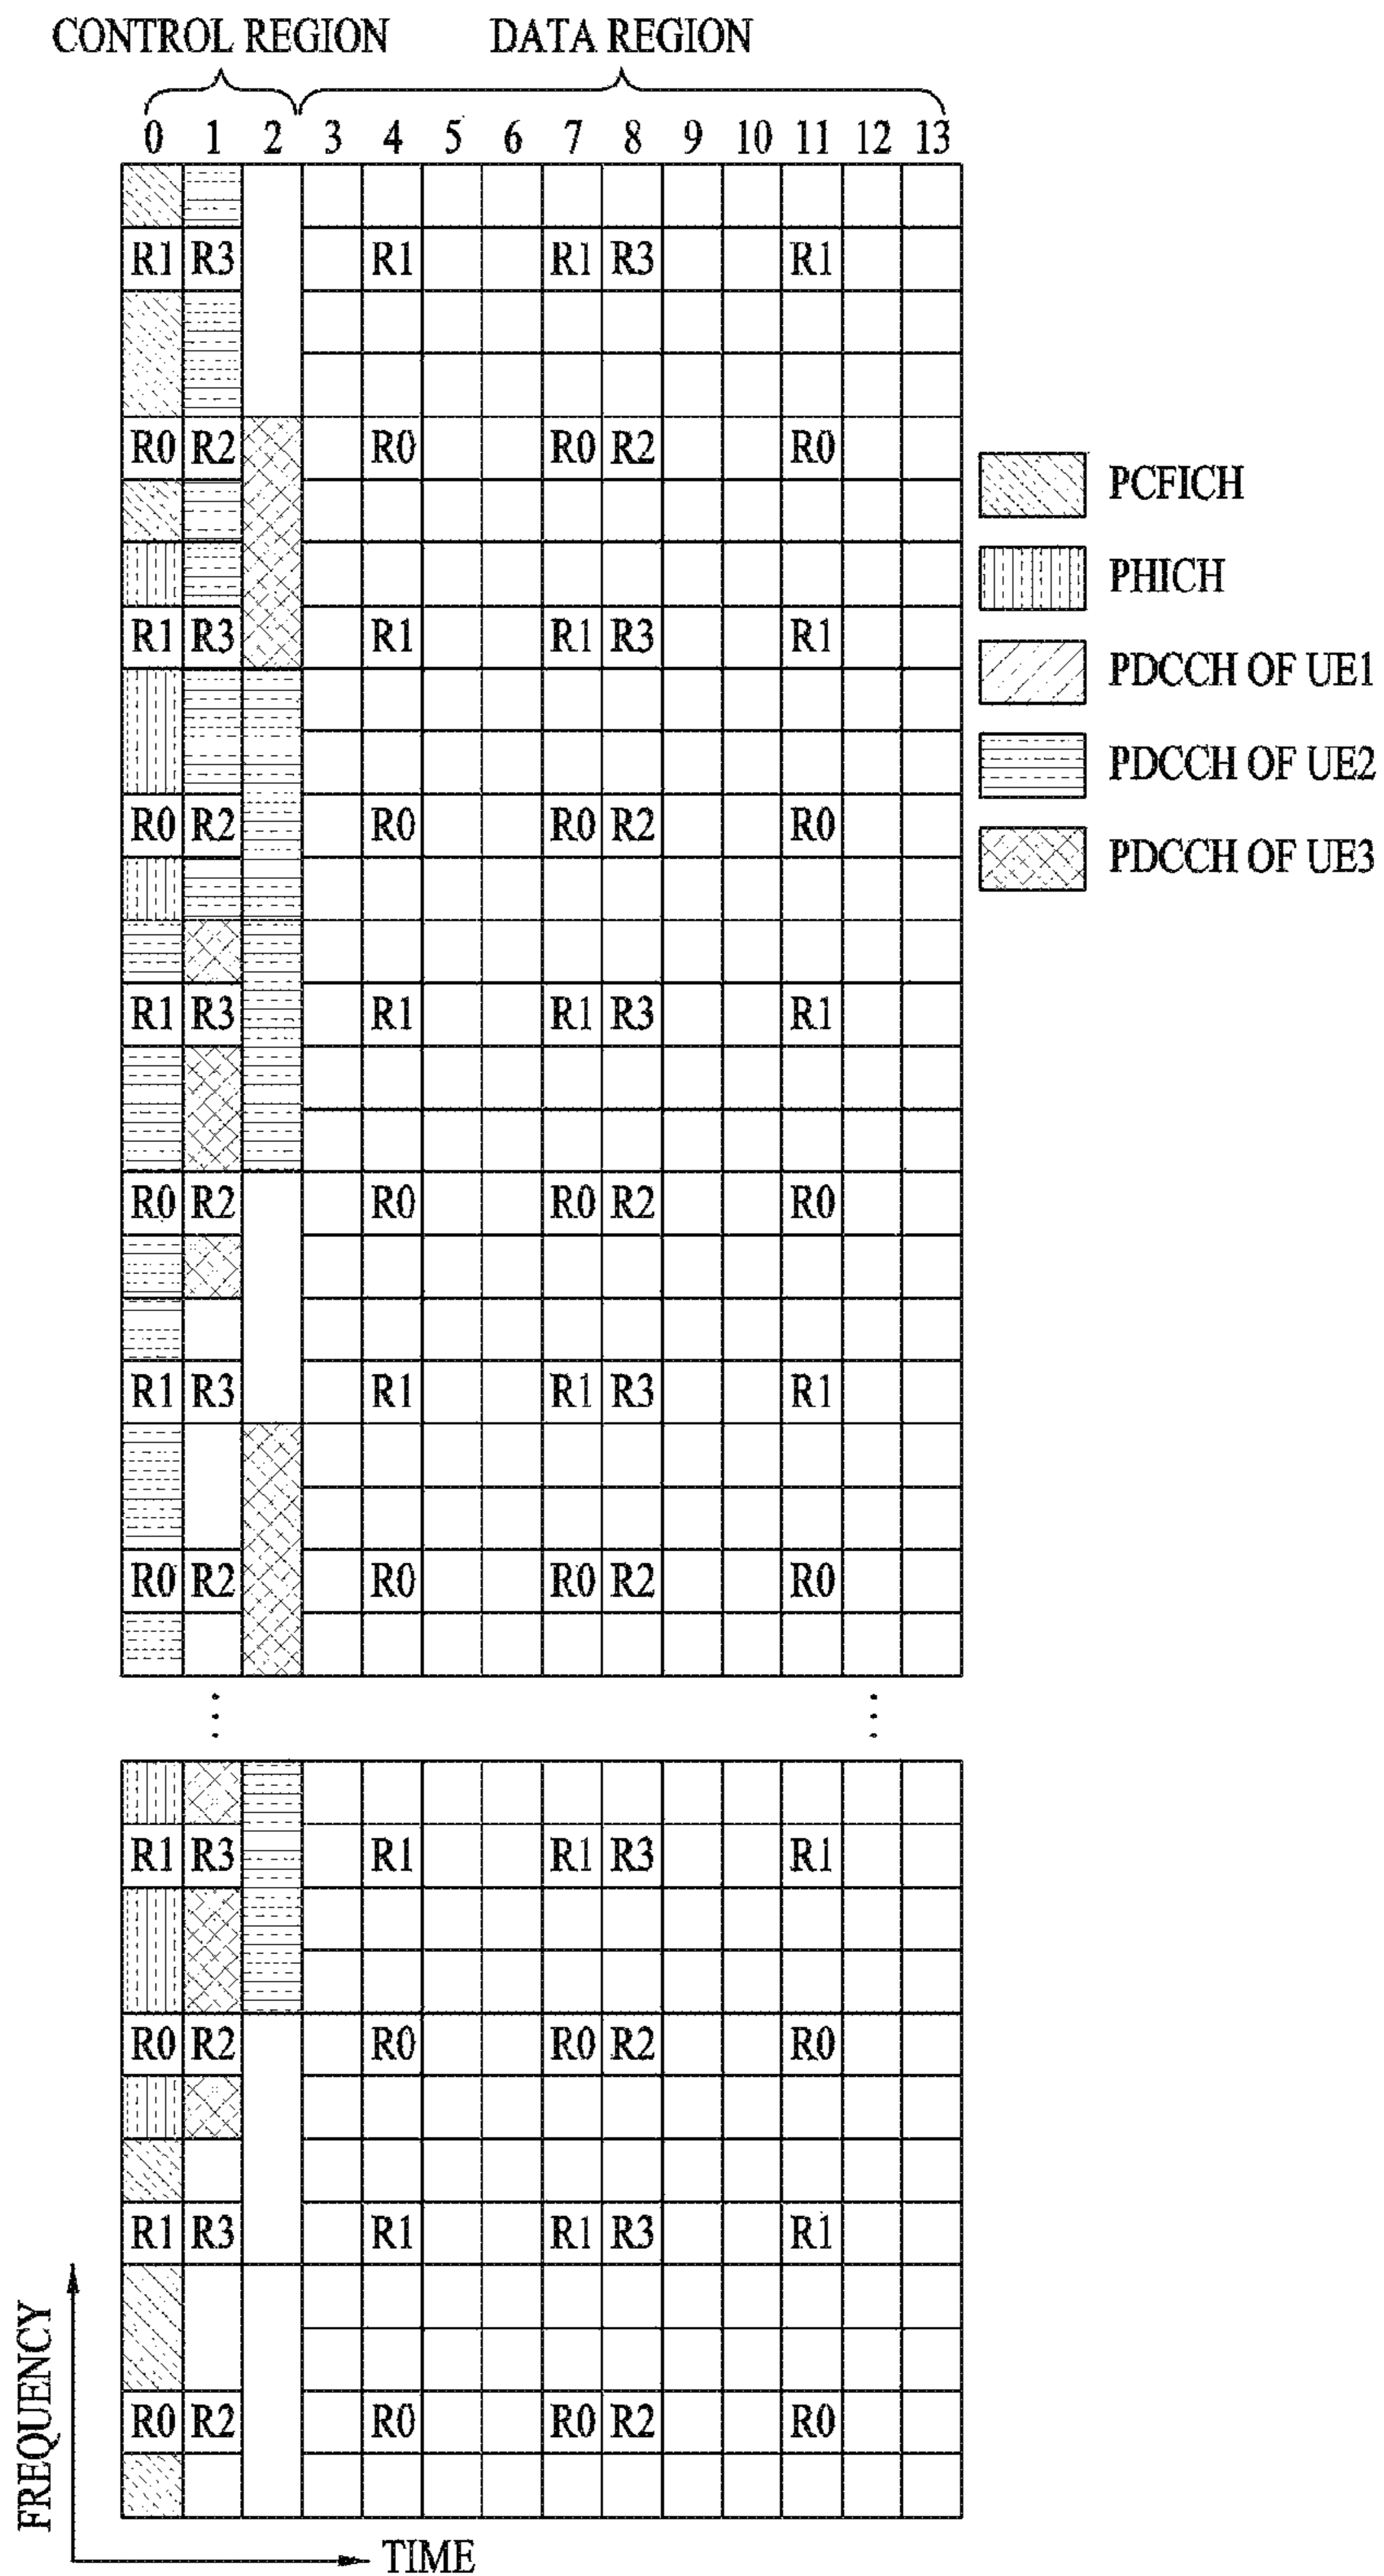 CONTROL REGION DATA REGION
0 1 2 3 4 5 6 7 8 9 10 11 12 13
R1 R3 R1 R1 R3 R1
R0 R2 R0 R0 R2 R0
PCFICH
PHICH
R1 R3 R1 R1 R3 R1
PDCCH OF UE1
PDCCH OF UE2
R0 R2 R0 R0 R2 R0
PDCCH OF UE3
R1 R3 R1 R1 R3 R1
R0 R2 R0 R0 R2 R0
R1 R3 R1 R1 R3 R1
R0 R2 R0 R0 R2 R0
R1 R3 R1 R1 R3 R1
R0 R2 R0 R0 R2 R0
R1 R3 R1 R1 R3 R1
R0 R2 R0 R0 R2 R0
FREQUENCY
TIME